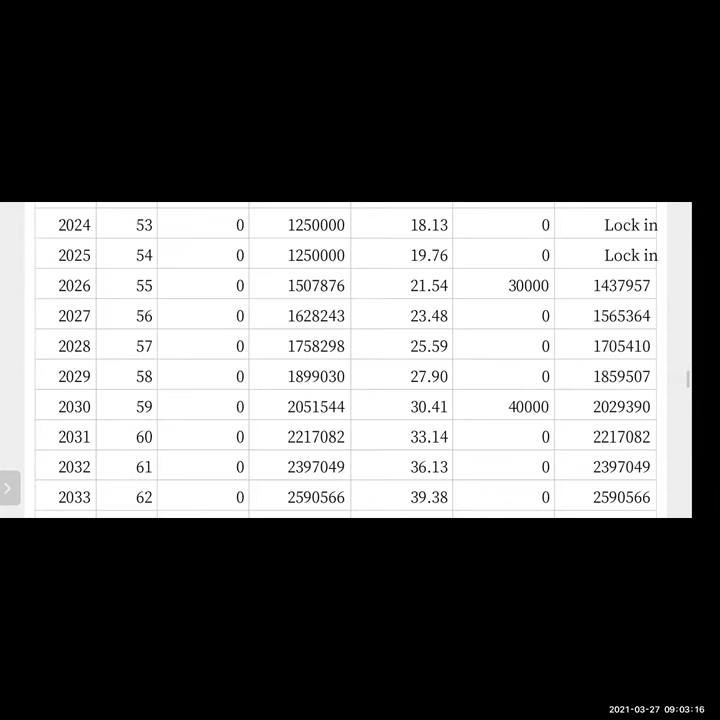 2024 53 0 1250000 18.13 0 Lock in
2025 54 0 1250000 19.76 0 Lock in
2026 55 0 1507876 21.54 30000 1437957
2027 56 0 1628243 23.48 0 1565364
2028 57 0 1758298 25.59 0 1705410
2029 58 0 1899030 27.90 0 1859507
2030 59 0 2051544 30.41 40000 2029390
2031 60 0 2217082 33.14 0 2217082
2032 61 0 2397049 36.13 0 2397049
2033 62 0 2590566 39.38 0 2590566
2021-03-27 09:03:16